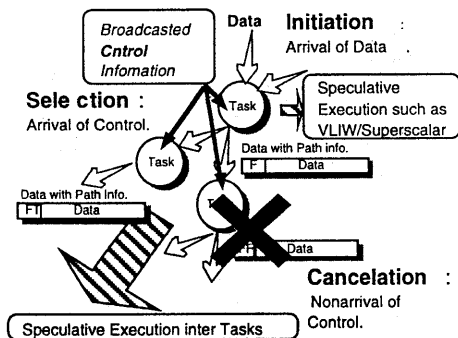 Broadcasted
Cntrol
Infomation
Data
Initiation :
Arrival of Data
Speculative
Execution such as
VLIW/Superscalar
Task
Selection :
Arrival of Control.
Task
Data with Path info.
F Data
Data with Path Info.
FT Data
F Data
Cancelation :
Nonarrival of
Control.
Speculative Execution inter Tasks